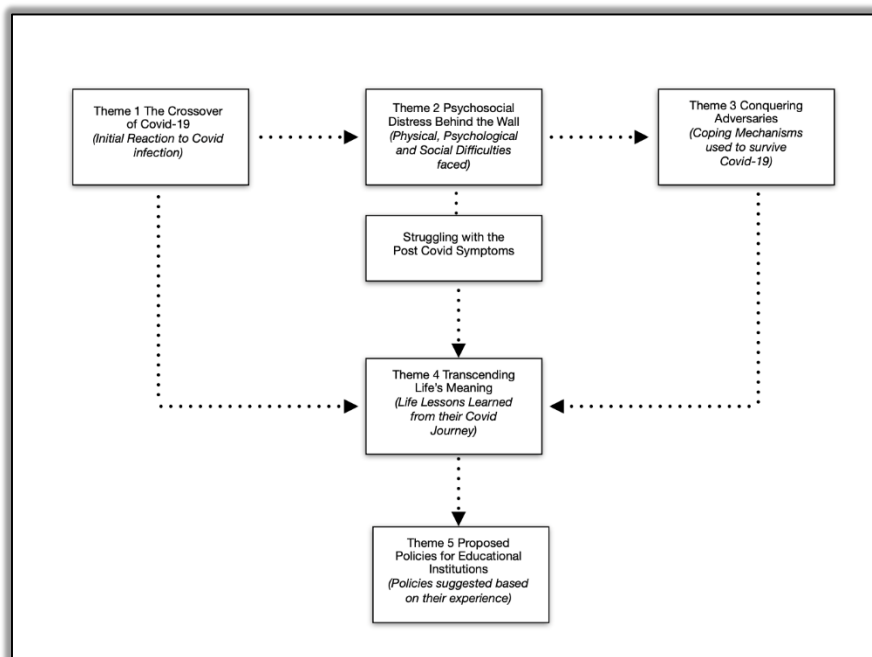 Theme 1 The Crossover
of Covid-19
(Initial Reaction to Covid
infection)
Theme 2 Psychosocial
Distress Behind the Wall
(Physical, Psychological
and Social Difficulties
faced)
Theme 3 Conquering
Adversaries
(Coping Mechanisms
used to survive
Covid-19)
Struggling with the
Post Covid Symptoms
Theme 4 Transcending
Life's Meaning
(Life Lessons Learned
from their Covid
Journey)
Theme 5 Proposed
Policies for Educational
Institutions
(Policies suggested based
on their experience)